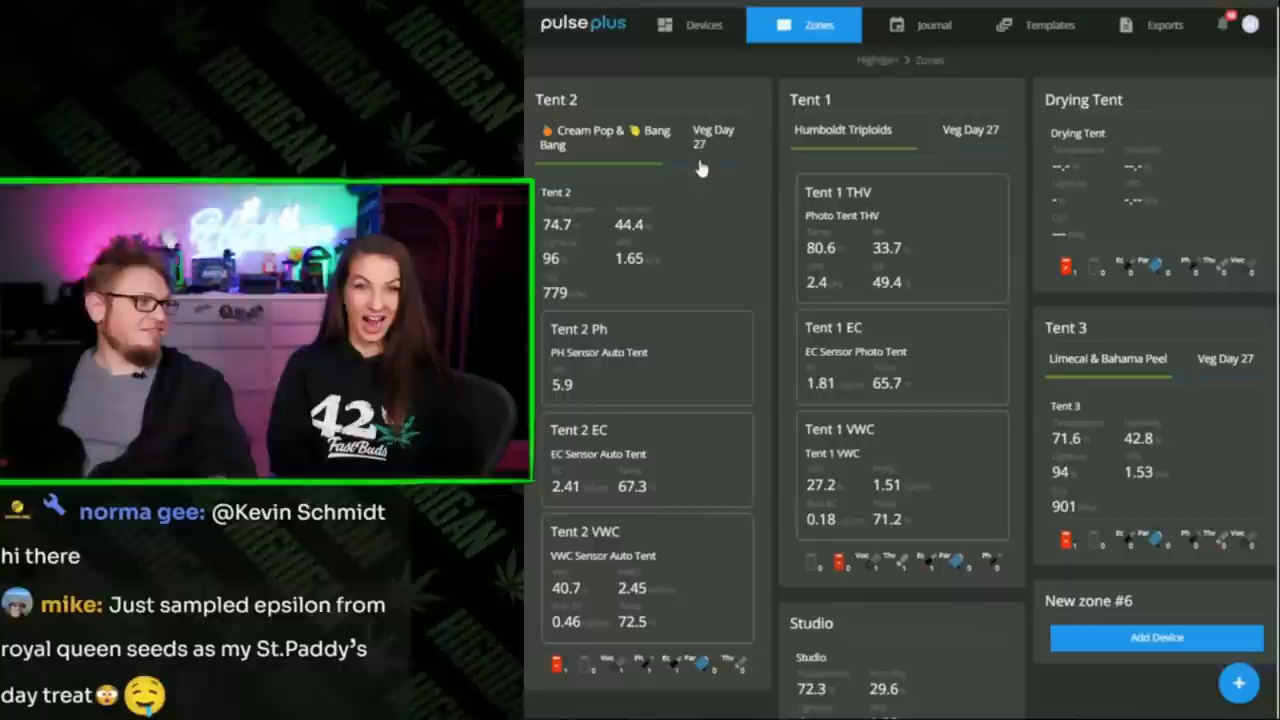 pulse plus
Devices
Zones
Journal
Templates
Exports
Highigan > Zones
Tent 2
Cream Pop & Bang
Bang
Veg Day
27
Tent 2
74.7 44.4
96 1.65
779
Tent 2 Ph
PH Sensor Auto Tent
5.9
Tent 2 EC
EC Sensor Auto Tent
2.41 67.3
Tent 2 VWC
VWC Sensor Auto Tent
40.7 2.45
0.46 72.5
Tent 1
Humboldt Triploids
Veg Day 27
Tent 1 THV
Photo Tent THV
80.6 33.7
2.4 49.4
Tent 1 EC
EC Sensor Photo Tent
1.81 65.7
Tent 1 VWC
Tent 1 VWC
27.2 1.51
0.18 71.2
Studio
Studio
72.3 29.6
Drying Tent
Drying Tent
--.- --.-
- -.--
Tent 3
Limecai & Bahama Peel
Veg Day 27
Tent 3
71.6 42.8
94 1.53
901
New zone #6
Add Device
+
42
FastBuds
HIGHIGAN
norma gee: @Kevin Schmidt
hi there
mike: Just sampled epsilon from
royal queen seeds as my St.Paddy's
day treat